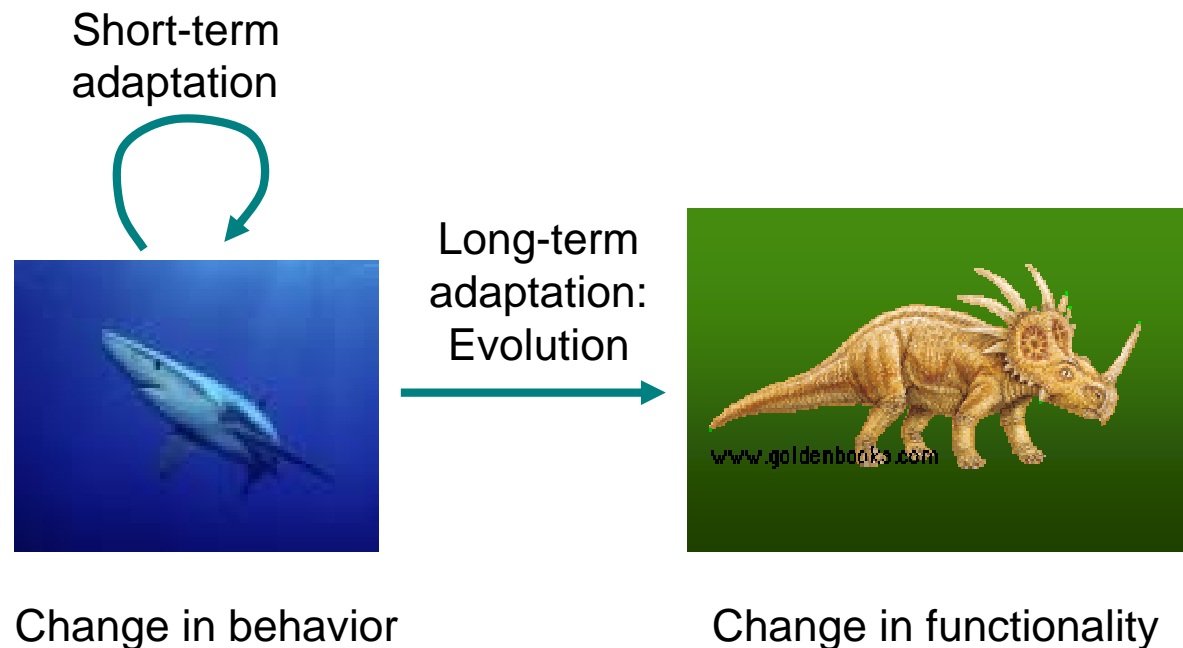 Short-term
adaptation
Long-term
adaptation:
Evolution
www.goldenbooks.com
Change in behavior
Change in functionality